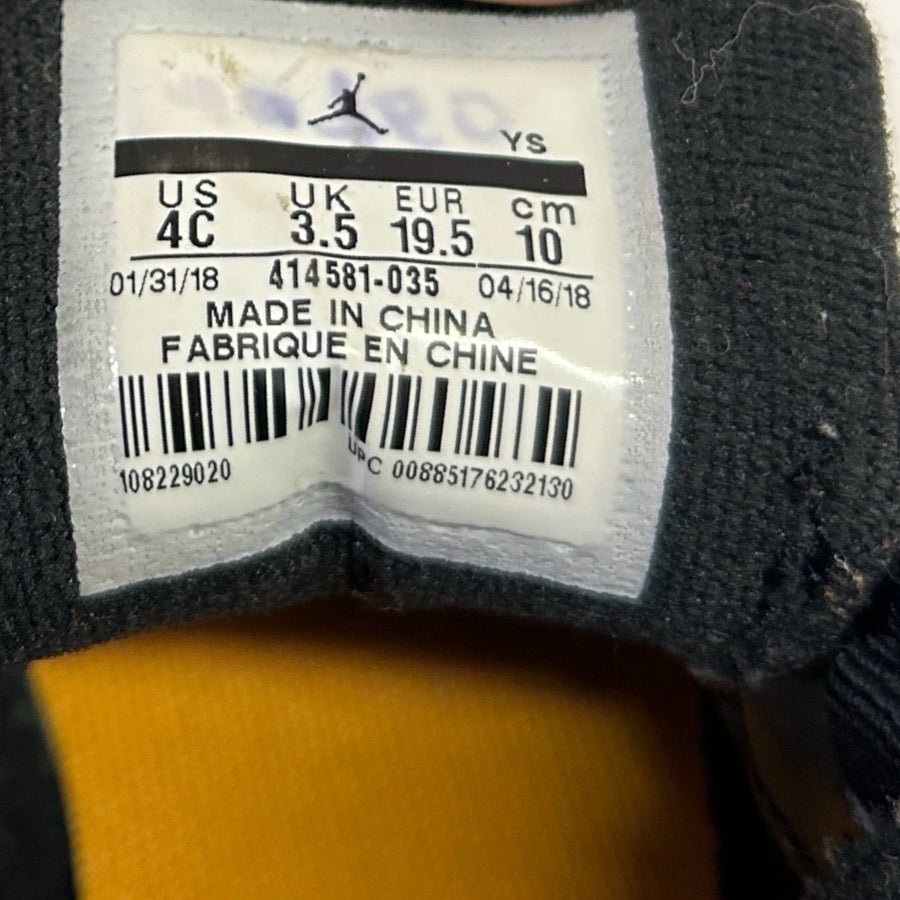 YS
US UK EUR cm
4C 3.5 19.5 10
01/31/18 414581-035 04/16/18
MADE IN CHINA
FABRIQUE EN CHINE
108229020 UPC 00885176232130